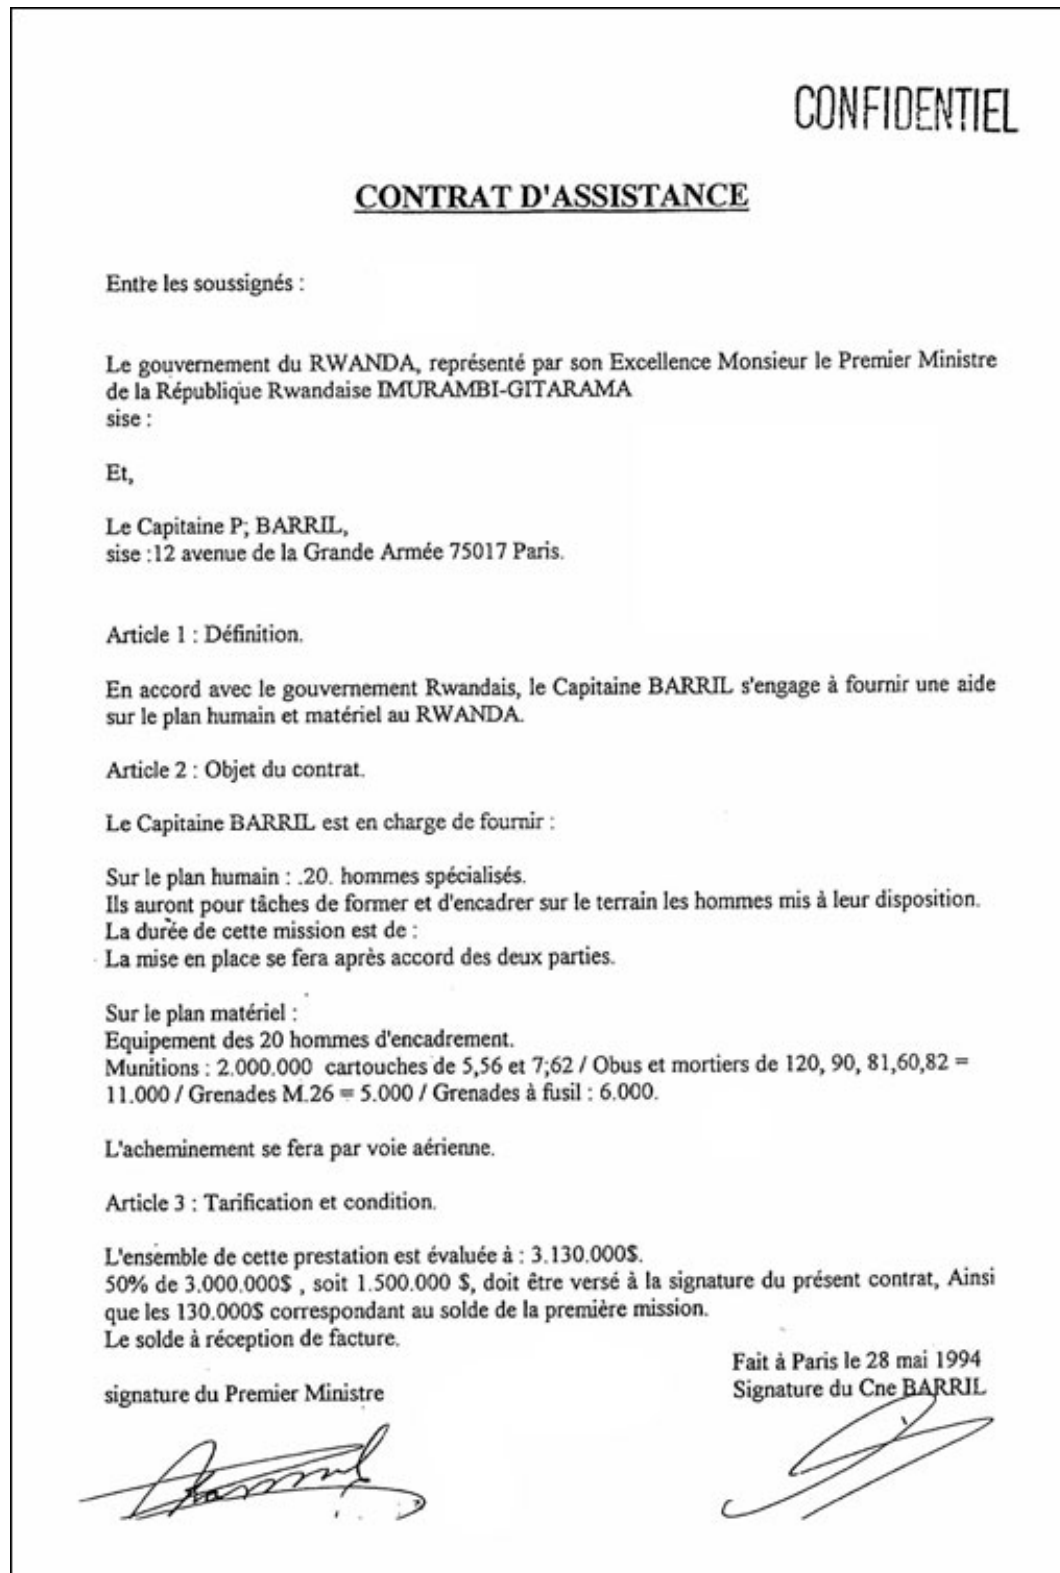 CONFIDENTIEL
CONTRAT D'ASSISTANCE
Entre les soussignés :
Le gouvernement du RWANDA, représenté par son Excellence Monsieur le Premier Ministre
de la République Rwandaise IMURAMBI-GITARAMA
sise :
Et,
Le Capitaine P; BARRIL,
sise :12 avenue de la Grande Armée 75017 Paris.
Article 1 : Définition.
En accord avec le gouvernement Rwandais, le Capitaine BARRIL s'engage à fournir une aide
sur le plan humain et matériel au RWANDA.
Article 2 : Objet du contrat.
Le Capitaine BARRIL est en charge de fournir :
Sur le plan humain : .20. hommes spécialisés.
Ils auront pour tâches de former et d'encadrer sur le terrain les hommes mis à leur disposition.
La durée de cette mission est de :
La mise en place se fera après accord des deux parties.
Sur le plan matériel :
Equipement des 20 hommes d'encadrement.
Munitions : 2.000.000 cartouches de 5,56 et 7;62 / Obus et mortiers de 120, 90, 81,60,82 =
11.000 / Grenades M.26 = 5.000 / Grenades à fusil : 6.000.
L'acheminement se fera par voie aérienne.
Article 3 : Tarification et condition.
L'ensemble de cette prestation est évaluée à : 3.130.000$.
50% de 3.000.000$ , soit 1.500.000 $, doit être versé à la signature du présent contrat, Ainsi
que les 130.000$ correspondant au solde de la première mission.
Le solde à réception de facture.
Fait à Paris le 28 mai 1994
signature du Premier Ministre
Signature du Cne BARRIL